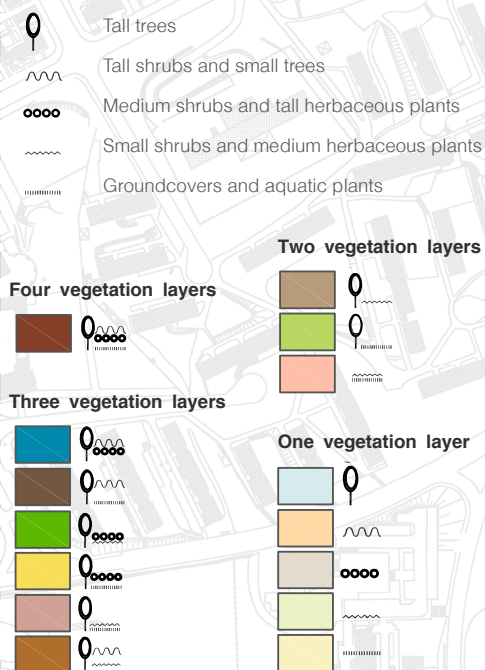 Tall trees
Tall shrubs and small trees
Medium shrubs and tall herbaceous plants
Small shrubs and medium herbaceous plants
Groundcovers and aquatic plants
Four vegetation layers
Three vegetation layers
Two vegetation layers
One vegetation layer